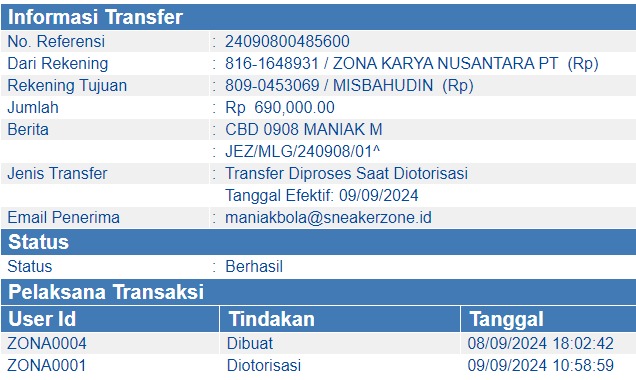 Informasi Transfer
No. Referensi : 24090800485600
Dari Rekening : 816-1648931 / ZONA KARYA NUSANTARA PT (Rp)
Rekening Tujuan : 809-0453069 / MISBAHUDIN (Rp)
Jumlah : Rp 690,000.00
Berita : CBD 0908 MANIAK M
: JEZ/MLG/240908/01^
Jenis Transfer : Transfer Diproses Saat Diotorisasi
Tanggal Efektif: 09/09/2024
Email Penerima : maniakbola@sneakerzone.id
Status
Status : Berhasil
Pelaksana Transaksi
User Id Tindakan Tanggal
ZONA0004 Dibuat 08/09/2024 18:02:42
ZONA0001 Diotorisasi 09/09/2024 10:58:59